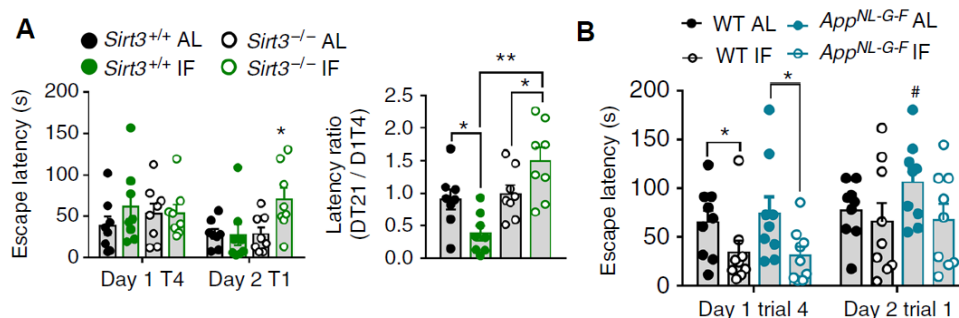 A
Sirt3+/+ AL
Sirt3−/− AL
Sirt3+/+ IF
Sirt3−/− IF
Escape latency (s)
200
150
100
50
0
*
Day 1 T4
Day 2 T1
Latency ratio
(DT21 / D1T4)
2.5
2.0
1.5
1.0
0.5
0.0
**
*
*
B
WT AL
AppNL-G-F AL
WT IF
AppNL-G-F IF
Escape latency (s)
200
150
100
50
0
*
*
#
Day 1 trial 4
Day 2 trial 1